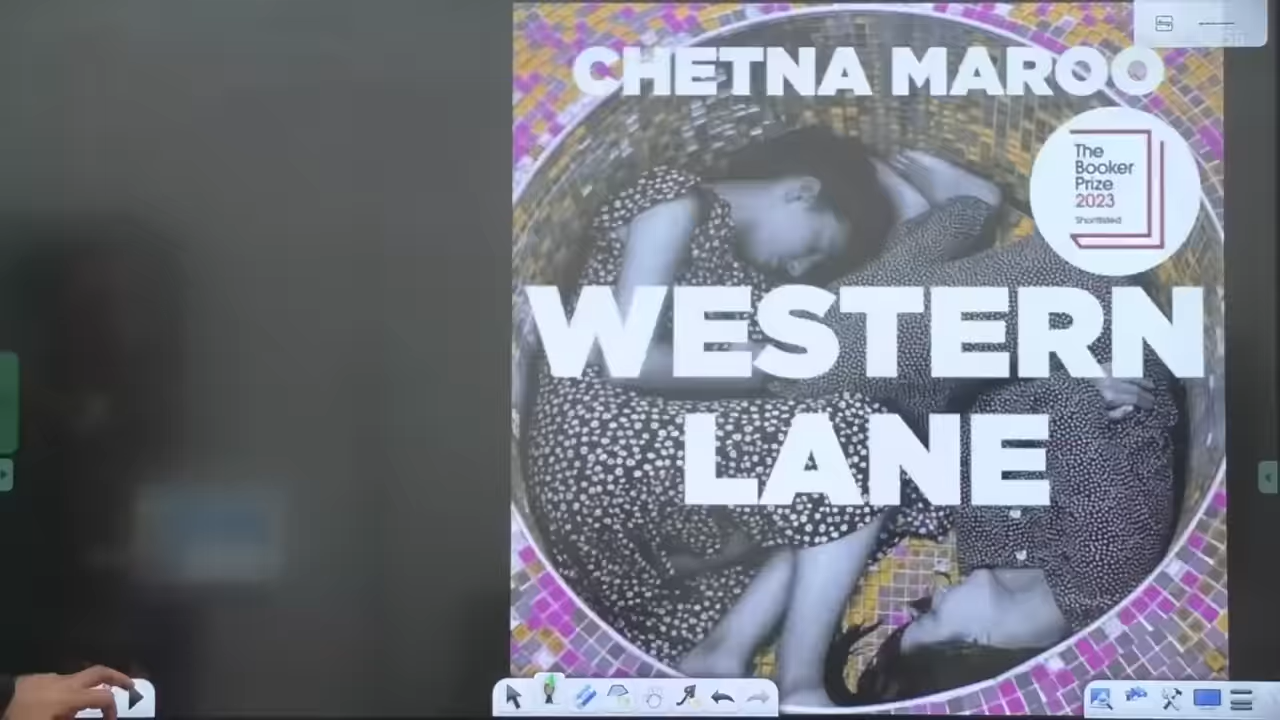 CHETNA MAROO
The
Booker
Prize
2023
Shortlisted
WESTERN
LANE